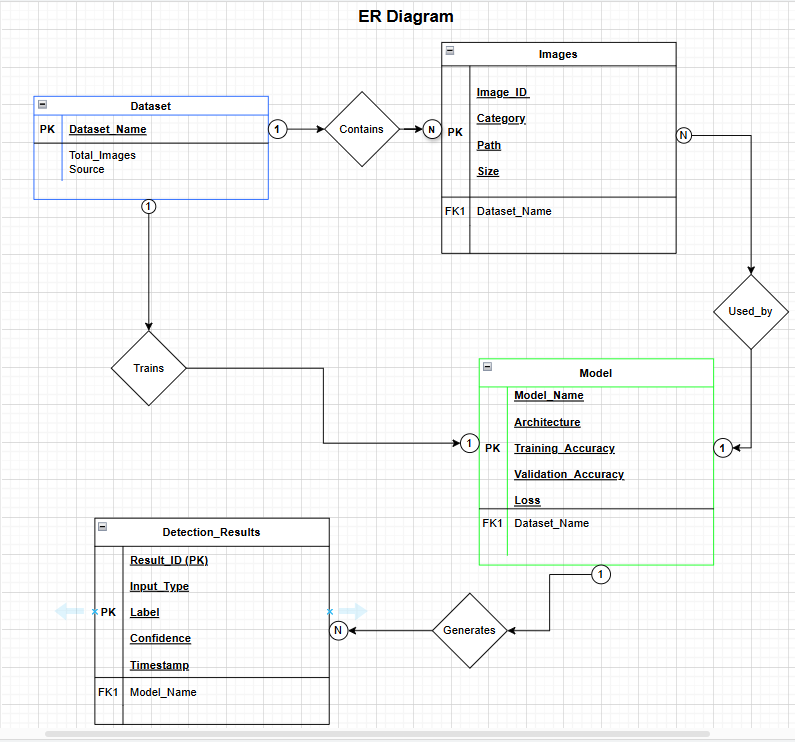 ER Diagram
Dataset
PK Dataset_Name
Total_Images
Source
1
Contains
N
Images
PK
Image_ID
Category
Path
Size
FK1 Dataset_Name
N
Used_by
1
1
Trains
1
Model
PK
Model_Name
Architecture
Training_Accuracy
Validation_Accuracy
Loss
FK1 Dataset_Name
1
Generates
N
Detection_Results
PK
Result_ID (PK)
Input_Type
Label
Confidence
Timestamp
FK1 Model_Name